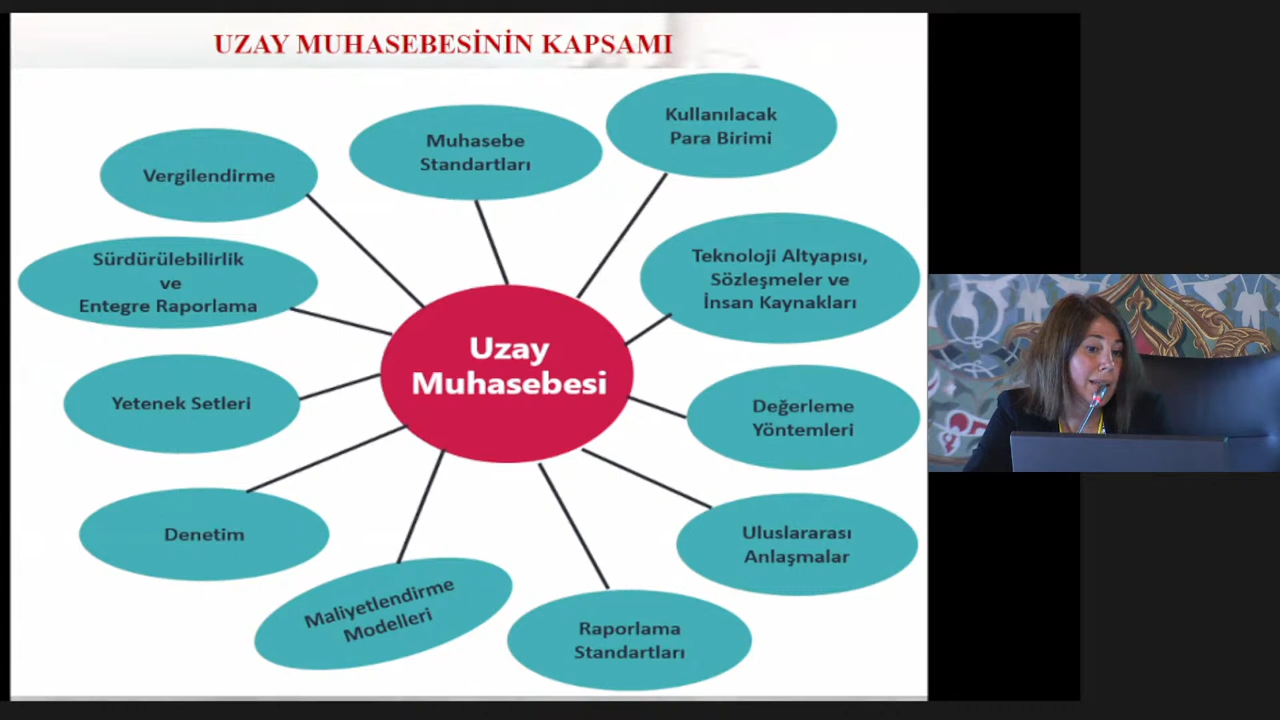 UZAY MUHASEBESİNİN KAPSAMI
Kullanılacak
Para Birimi
Muhasebe
Standartları
Vergilendirme
Teknoloji Altyapısı,
Sözleşmeler ve
İnsan Kaynakları
Sürdürülebilirlik
ve
Entegre Raporlama
Uzay
Muhasebesi
Yetenek Setleri
Değerleme
Yöntemleri
Denetim
Uluslararası
Anlaşmalar
Maliyetlendirme
Modelleri
Raporlama
Standartları